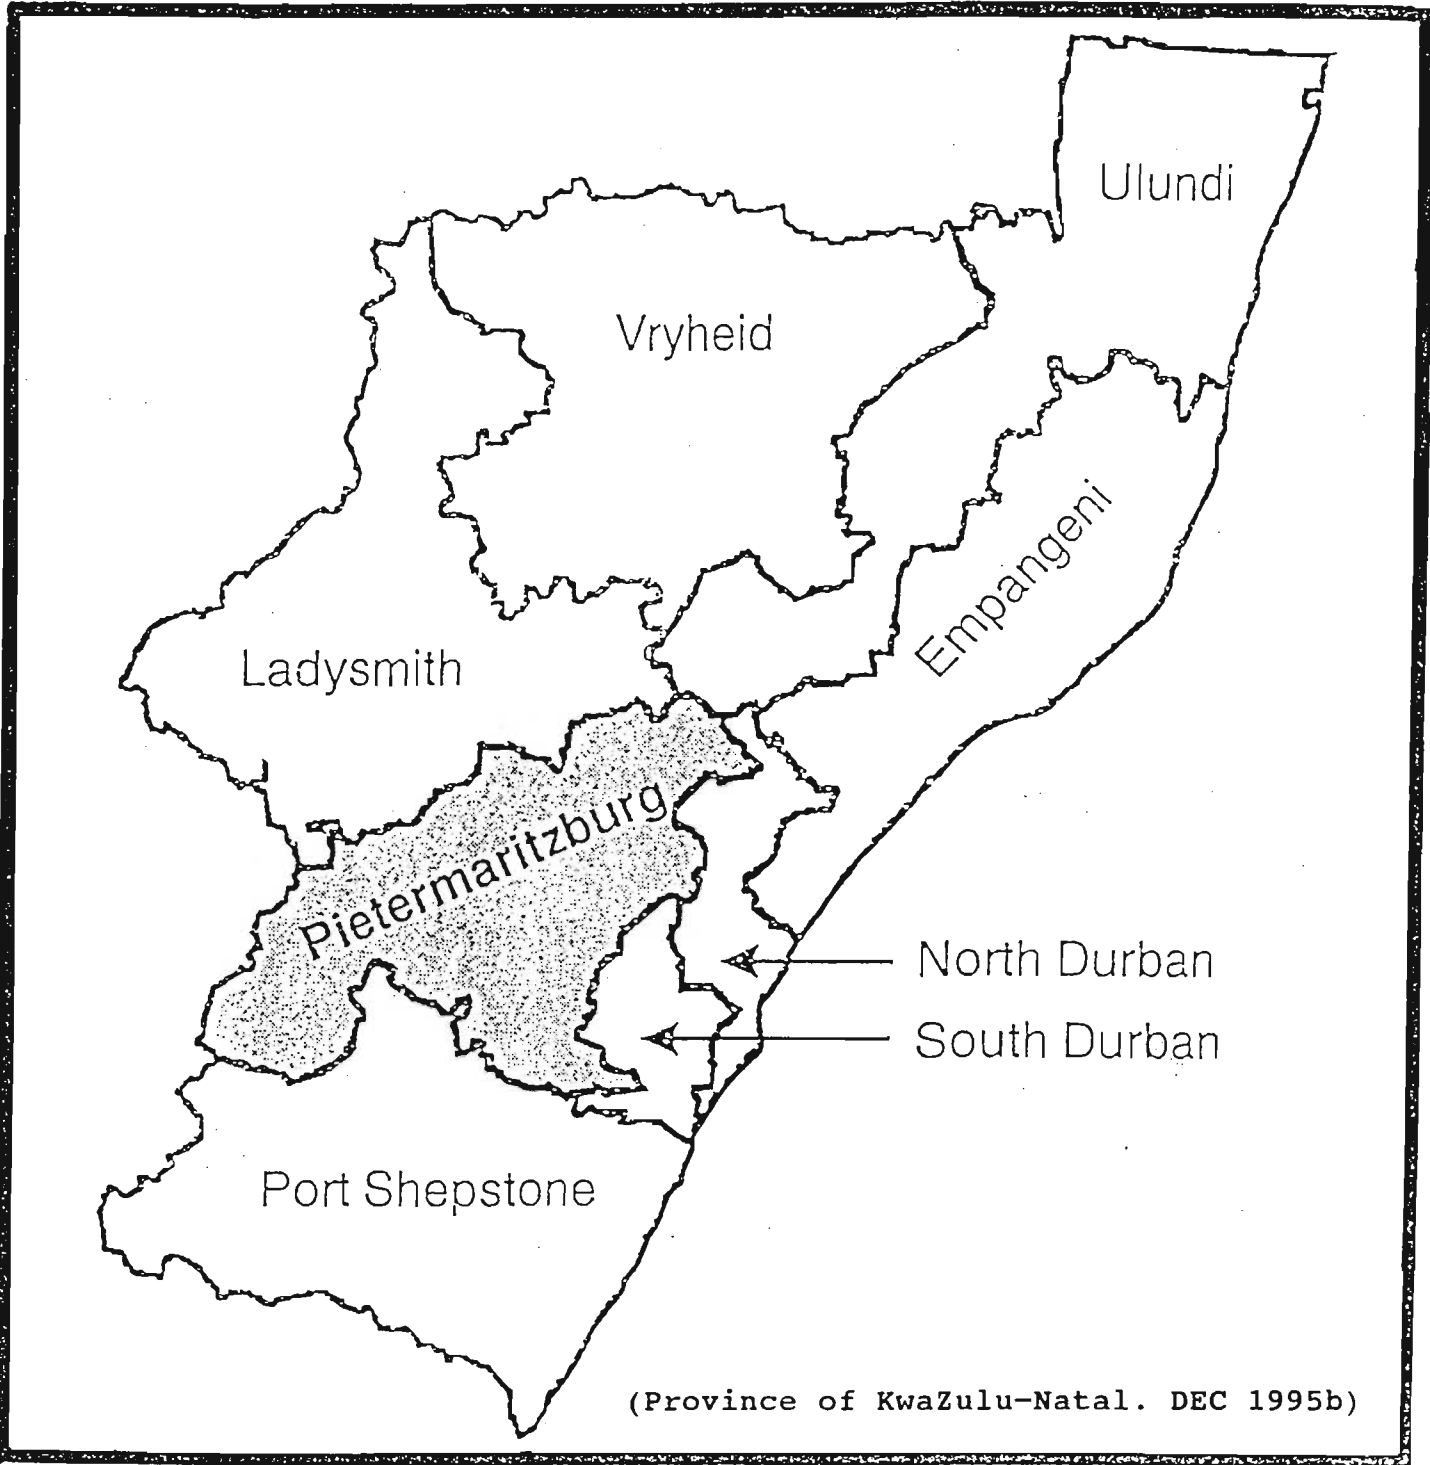 Ulundi
Vryheid
Empangeni
Ladysmith
Pietermaritzburg
North Durban
South Durban
Port Shepstone
(Province of KwaZulu-Natal. DEC 1995b)